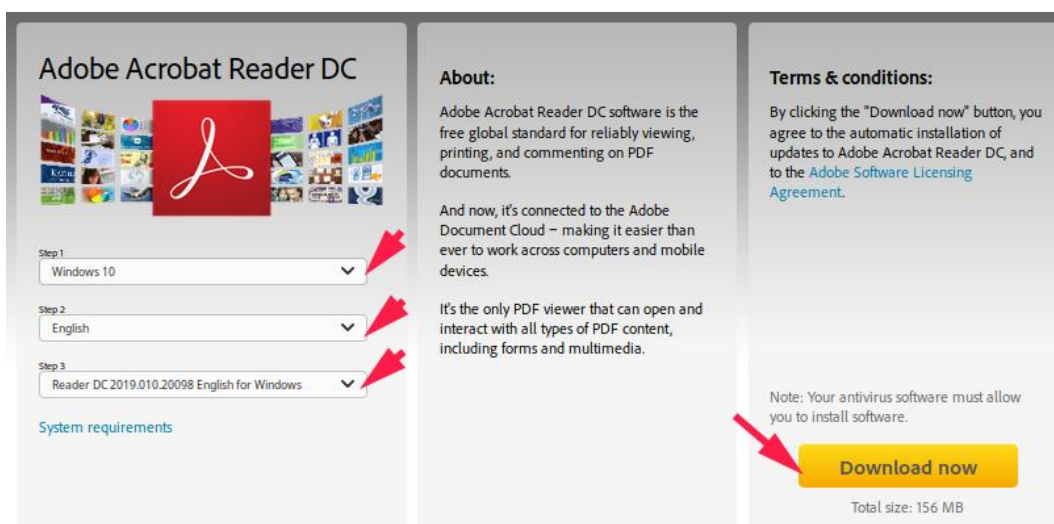 Adobe Acrobat Reader DC
Step 1
Windows 10
Step 2
English
Step 3
Reader DC 2019.010.20098 English for Windows
System requirements
About:
Adobe Acrobat Reader DC software is the
free global standard for reliably viewing,
printing, and commenting on PDF
documents.
And now, it's connected to the Adobe
Document Cloud − making it easier than
ever to work across computers and mobile
devices.
It's the only PDF viewer that can open and
interact with all types of PDF content,
including forms and multimedia.
Terms & conditions:
By clicking the "Download now" button, you
agree to the automatic installation of
updates to Adobe Acrobat Reader DC, and
to the Adobe Software Licensing
Agreement.
Note: Your antivirus software must allow
you to install software.
Download now
Total size: 156 MB